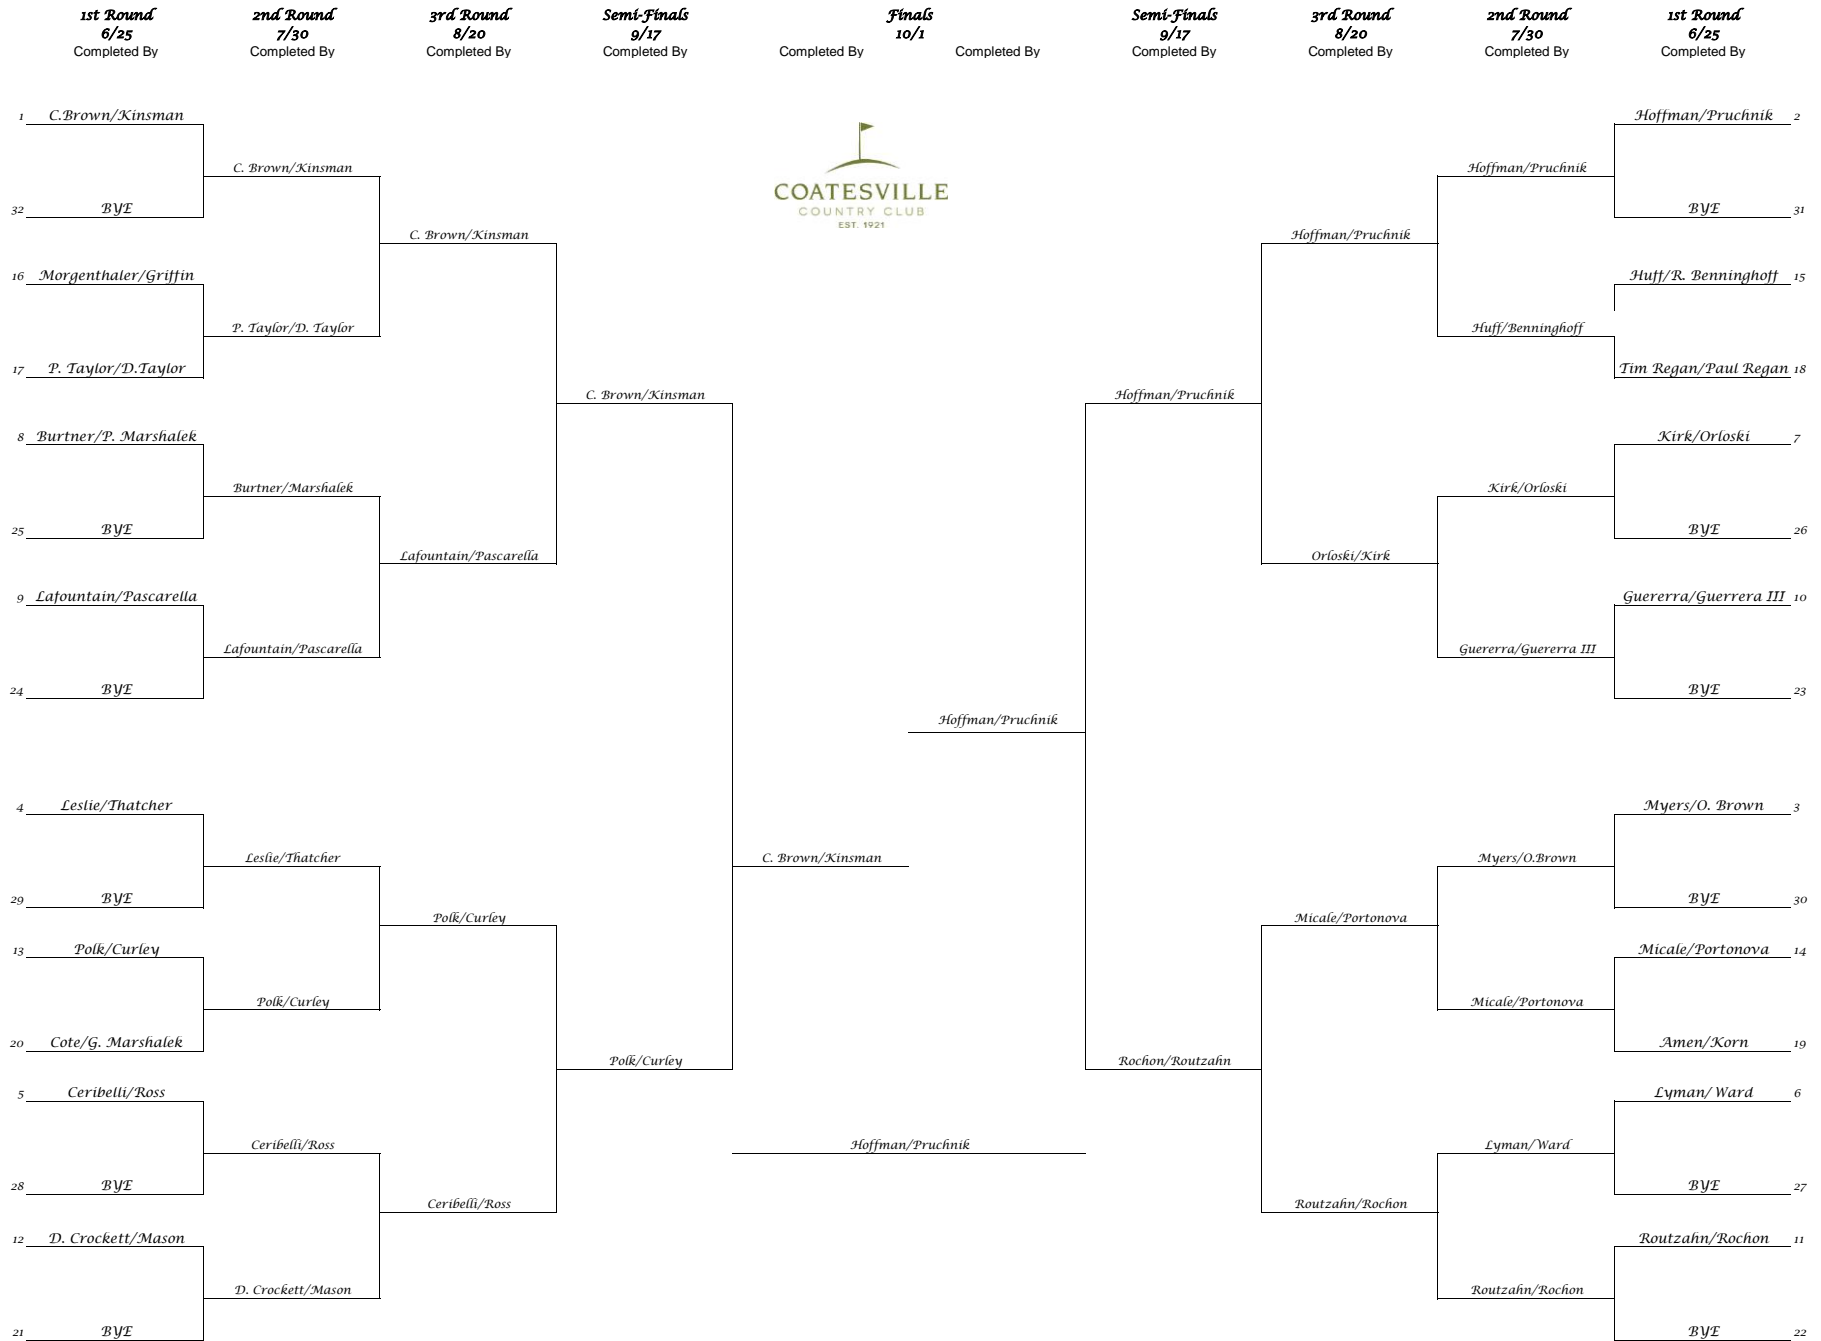 1st Round
6/25
Completed By
2nd Round
7/30
Completed By
3rd Round
8/20
Completed By
Semi-Finals
9/17
Completed By
Finals
10/1
Completed By
Completed By
Semi-Finals
9/17
Completed By
3rd Round
8/20
Completed By
2nd Round
7/30
Completed By
1st Round
6/25
Completed By
COATESVILLE
COUNTRY CLUB
EST. 1921
1 C.Brown/Kinsman
32 BYE
16 Morgenthaler/Griffin
17 P. Taylor/D.Taylor
8 Burtner/P. Marshalek
25 BYE
9 Lafountain/Pascarella
24 BYE
4 Leslie/Thatcher
29 BYE
13 Polk/Curley
20 Cote/G. Marshalek
5 Ceribelli/Ross
28 BYE
12 D. Crockett/Mason
21 BYE
C. Brown/Kinsman
P. Taylor/D. Taylor
Burtner/Marshalek
Lafountain/Pascarella
Leslie/Thatcher
Polk/Curley
Ceribelli/Ross
D. Crockett/Mason
C. Brown/Kinsman
Lafountain/Pascarella
Polk/Curley
Ceribelli/Ross
C. Brown/Kinsman
Polk/Curley
C. Brown/Kinsman
Hoffman/Pruchnik
Hoffman/Pruchnik
Hoffman/Pruchnik
Rochon/Routzahn
Hoffman/Pruchnik
Orloski/Kirk
Micale/Portonova
Routzahn/Rochon
Hoffman/Pruchnik
Huff/Benninghoff
Kirk/Orloski
Guererra/Guererra III
Myers/O.Brown
Micale/Portonova
Lyman/Ward
Routzahn/Rochon
Hoffman/Pruchnik 2
BYE 31
Huff/R. Benninghoff 15
Tim Regan/Paul Regan 18
Kirk/Orloski 7
BYE 26
Guererra/Guerrera III 10
BYE 23
Myers/O. Brown 3
BYE 30
Micale/Portonova 14
Amen/Korn 19
Lyman/ Ward 6
BYE 27
Routzahn/Rochon 11
BYE 22